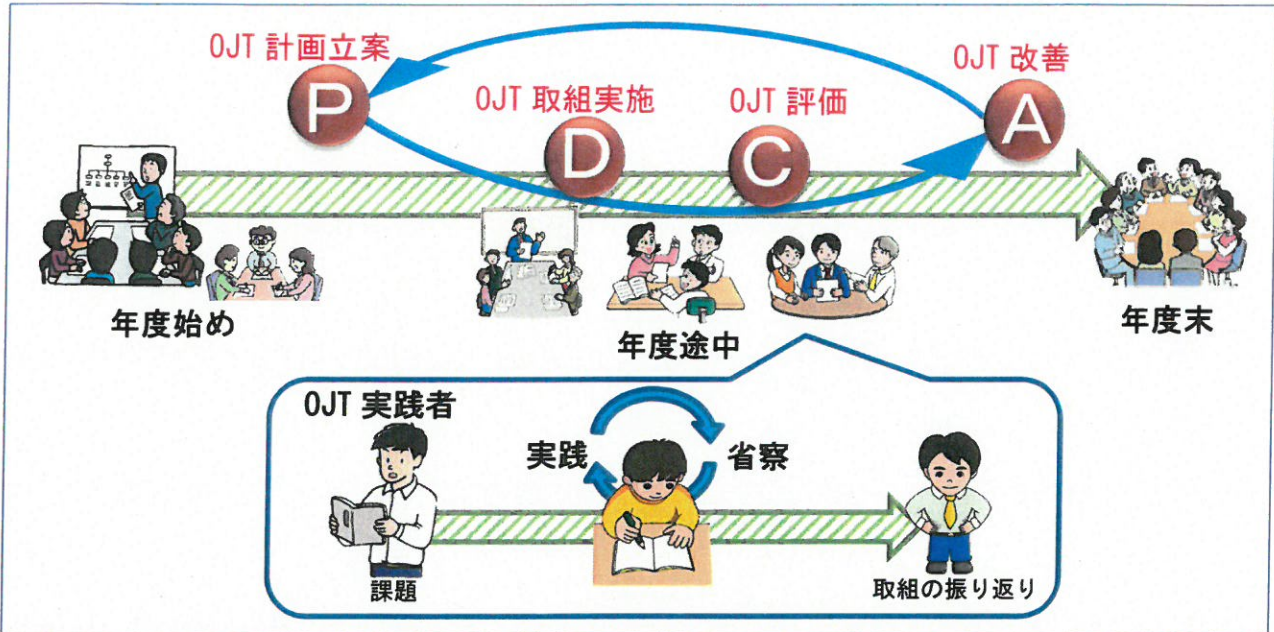 OJT 計画立案
P
OJT 取組実施
D
OJT 評価
C
OJT 改善
A
年度始め
年度途中
年度末
OJT 実践者
実践
省察
課題
取組の振り返り